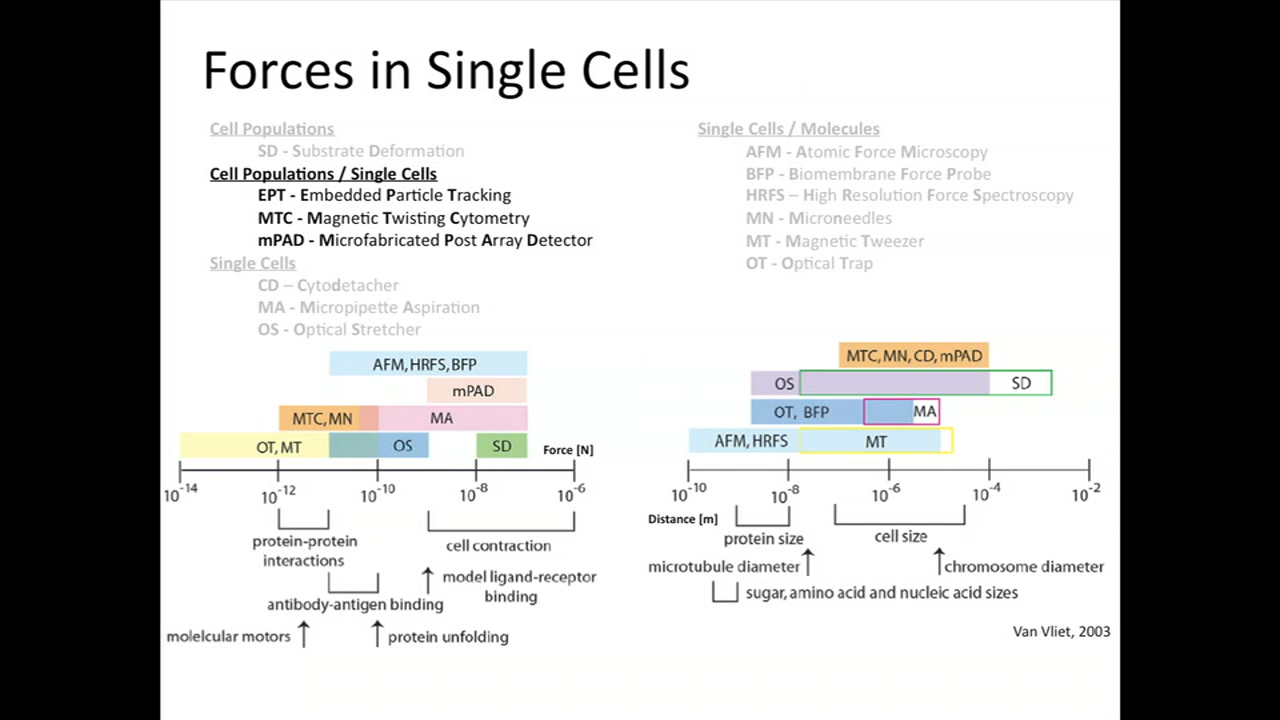 Forces in Single Cells
Cell Populations
SD - Substrate Deformation
Cell Populations / Single Cells
EPT - Embedded Particle Tracking
MTC - Magnetic Twisting Cytometry
mPAD - Microfabricated Post Array Detector
Single Cells
CD – Cytodetacher
MA - Micropipette Aspiration
OS - Optical Stretcher
Single Cells / Molecules
AFM - Atomic Force Microscopy
BFP - Biomembrane Force Probe
HRFS – High Resolution Force Spectroscopy
MN - Microneedles
MT - Magnetic Tweezer
OT - Optical Trap
AFM, HRFS, BFP
mPAD
MTC, MN MA
OT, MT OS SD Force [N]
10^-14 10^-12 10^-10 10^-8 10^-6
protein-protein
interactions
cell contraction
model ligand-receptor
binding
antibody-antigen binding
molelcular motors
protein unfolding
MTC, MN, CD, mPAD
OS SD
OT, BFP MA
AFM, HRFS MT
10^-10 10^-8 10^-6 10^-4 10^-2
Distance [m]
protein size
cell size
microtubule diameter
chromosome diameter
sugar, amino acid and nucleic acid sizes
Van Vliet, 2003